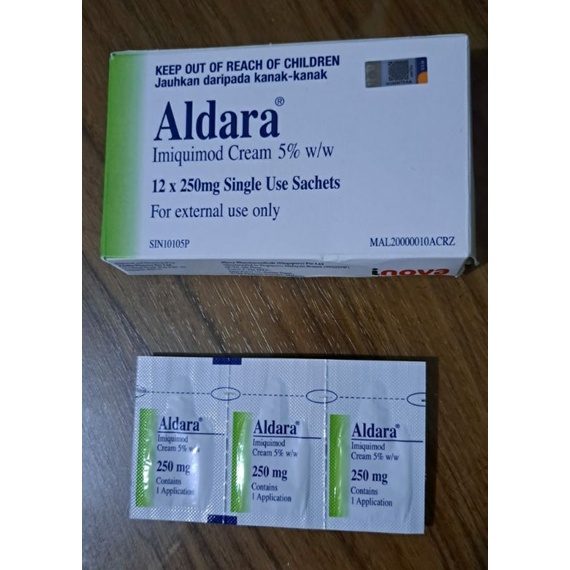 KEEP OUT OF REACH OF CHILDREN
Jauhkan daripada kanak-kanak
Aldara®
Imiquimod Cream 5% w/w
12 x 250mg Single Use Sachets
For external use only
SIN10105P
MAL20000010ACRZ
inova
Aldara®
Imiquimod
Cream 5% w/w
250 mg
Contains
1 Application
Aldara®
Imiquimod
Cream 5% w/w
250 mg
Contains
1 Application
Aldara®
Imiquimod
Cream 5% w/w
250 mg
Contains
1 Application